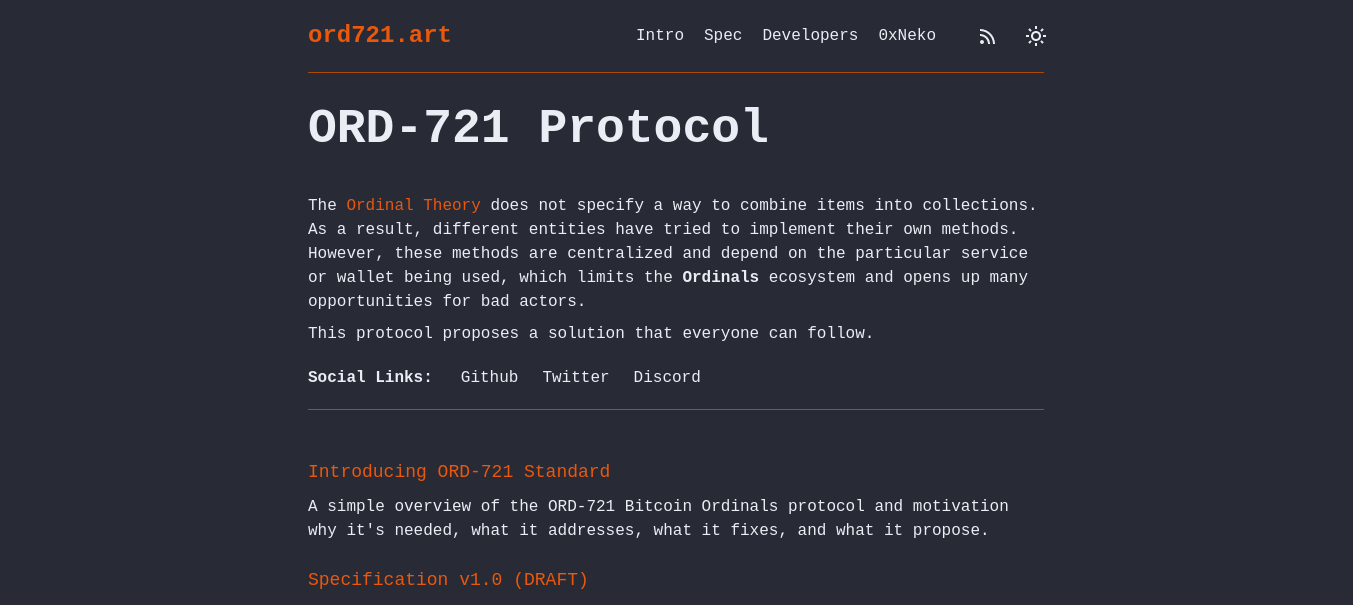 ord721.art
Intro Spec Developers 0xNeko
ORD-721 Protocol
The Ordinal Theory does not specify a way to combine items into collections.
As a result, different entities have tried to implement their own methods.
However, these methods are centralized and depend on the particular service
or wallet being used, which limits the Ordinals ecosystem and opens up many
opportunities for bad actors.
This protocol proposes a solution that everyone can follow.
Social Links: Github Twitter Discord
Introducing ORD-721 Standard
A simple overview of the ORD-721 Bitcoin Ordinals protocol and motivation
why it's needed, what it addresses, what it fixes, and what it propose.
Specification v1.0 (DRAFT)